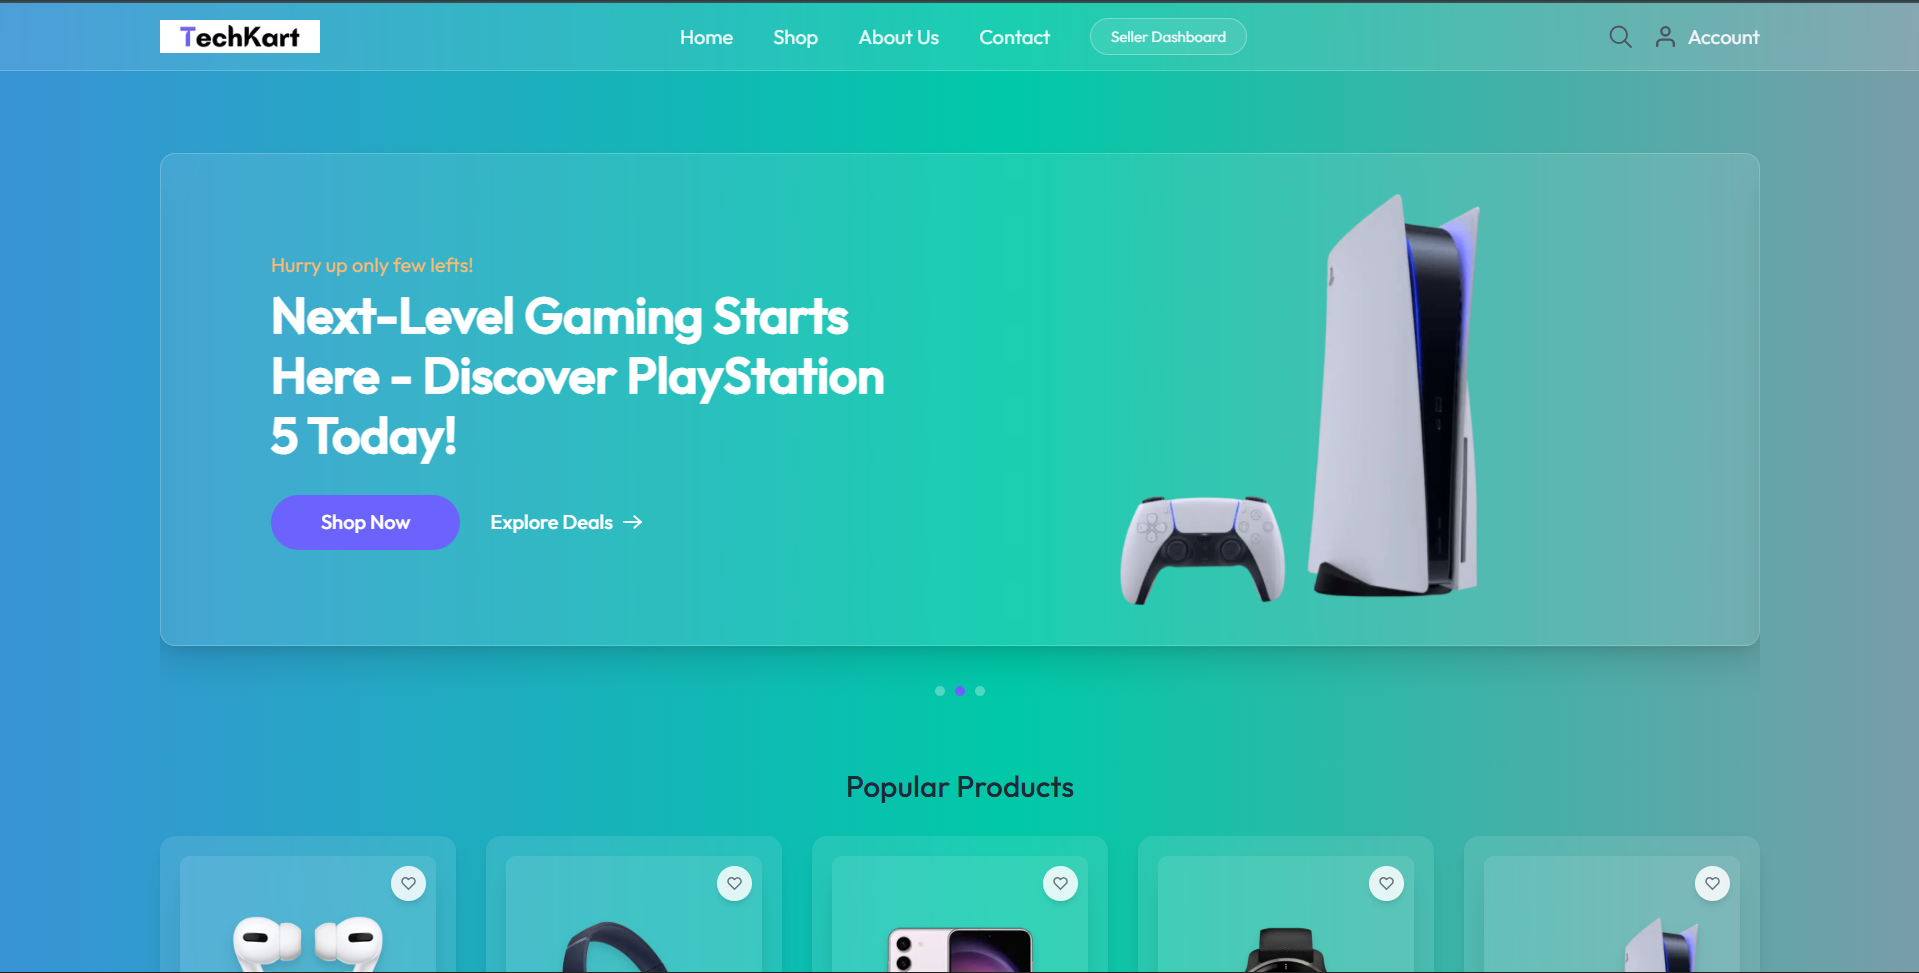 TechKart
Home
Shop
About Us
Contact
Seller Dashboard
Account
Hurry up only few lefts!
Next-Level Gaming Starts
Here - Discover PlayStation
5 Today!
Shop Now
Explore Deals
Popular Products